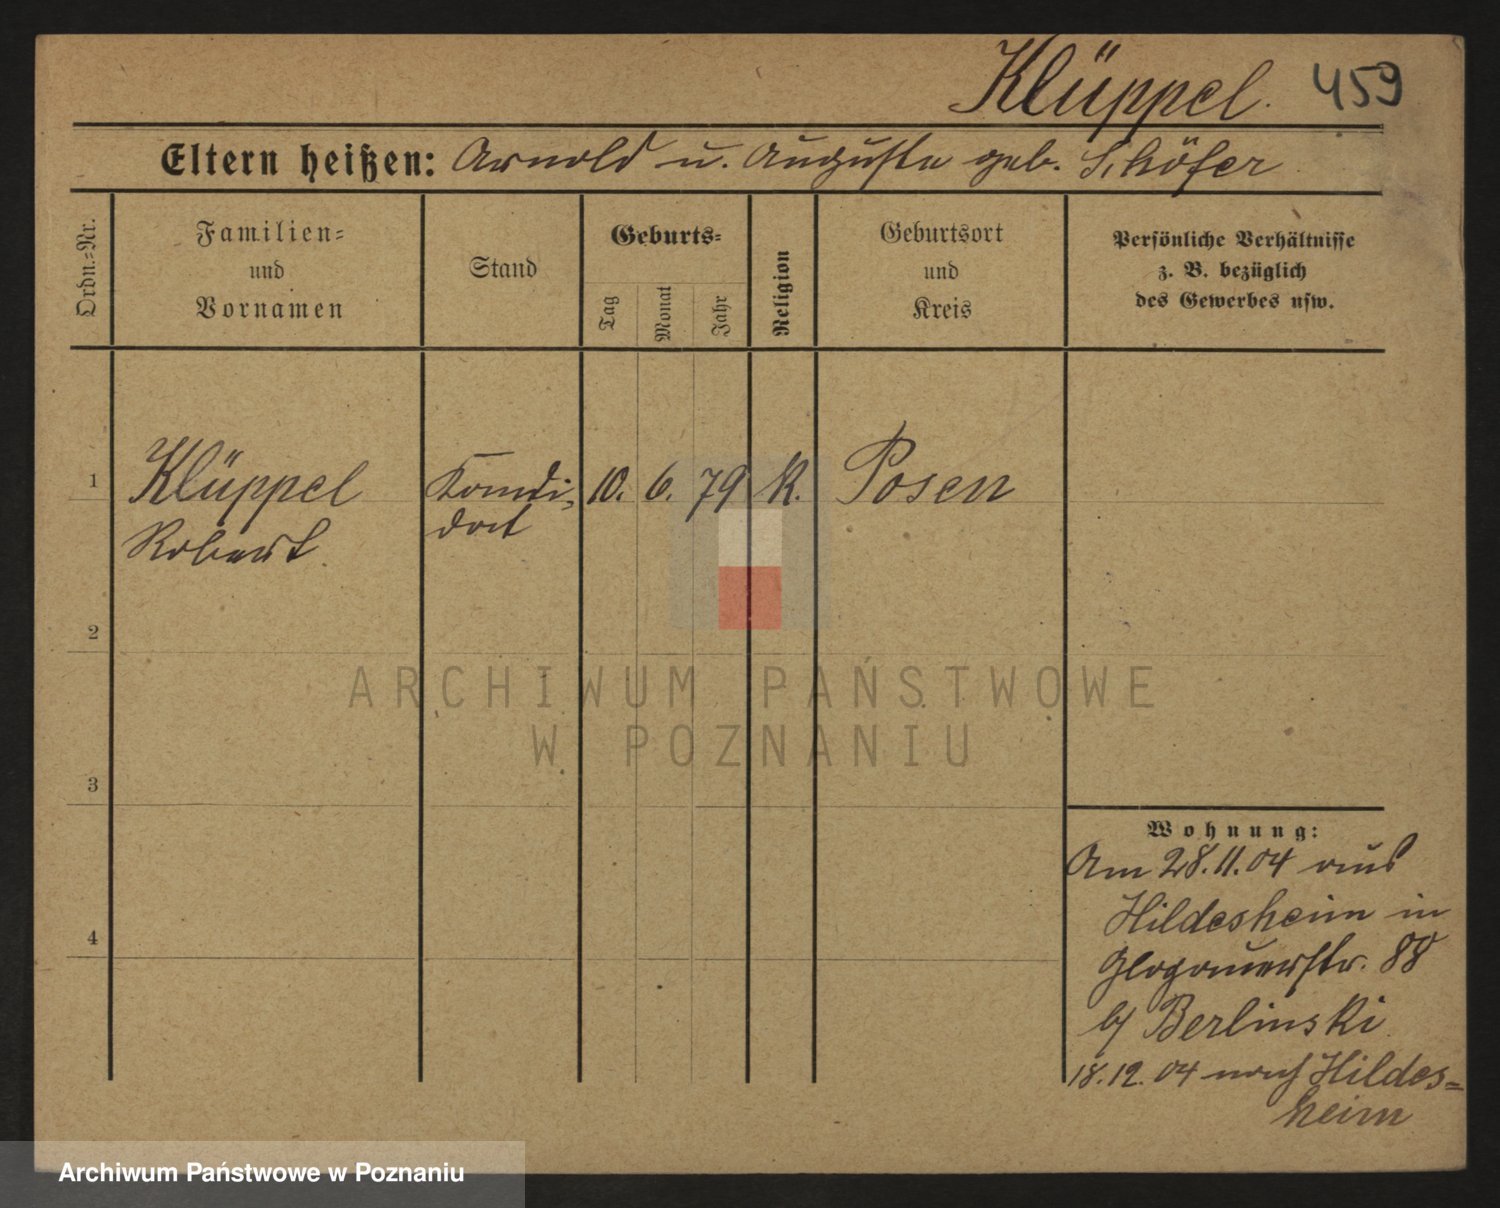 Klüppel. 459
Eltern heißen: Arnold u. Auguste geb. Schöfer
Ordn.=Nr.
Familien=
und
Vornamen
Stand
Geburts=
Tag
Monat
Jahr
Religion
Geburtsort
und
Kreis
Persönliche Verhältnisse
z. B. bezüglich
des Gewerbes usw.
1 Klüppel 10. 6. 79 K. Posen
Robert
2
3
4
Wohnung:
Am 28.11.04 aus
Hildesheim in
Glogauerstr. 88
b/ Berlinski
18.12.04 nach Hildes=
heim
ARCHIWUM PAŃSTWOWE
W POZNANIU
Archiwum Państwowe w Poznaniu